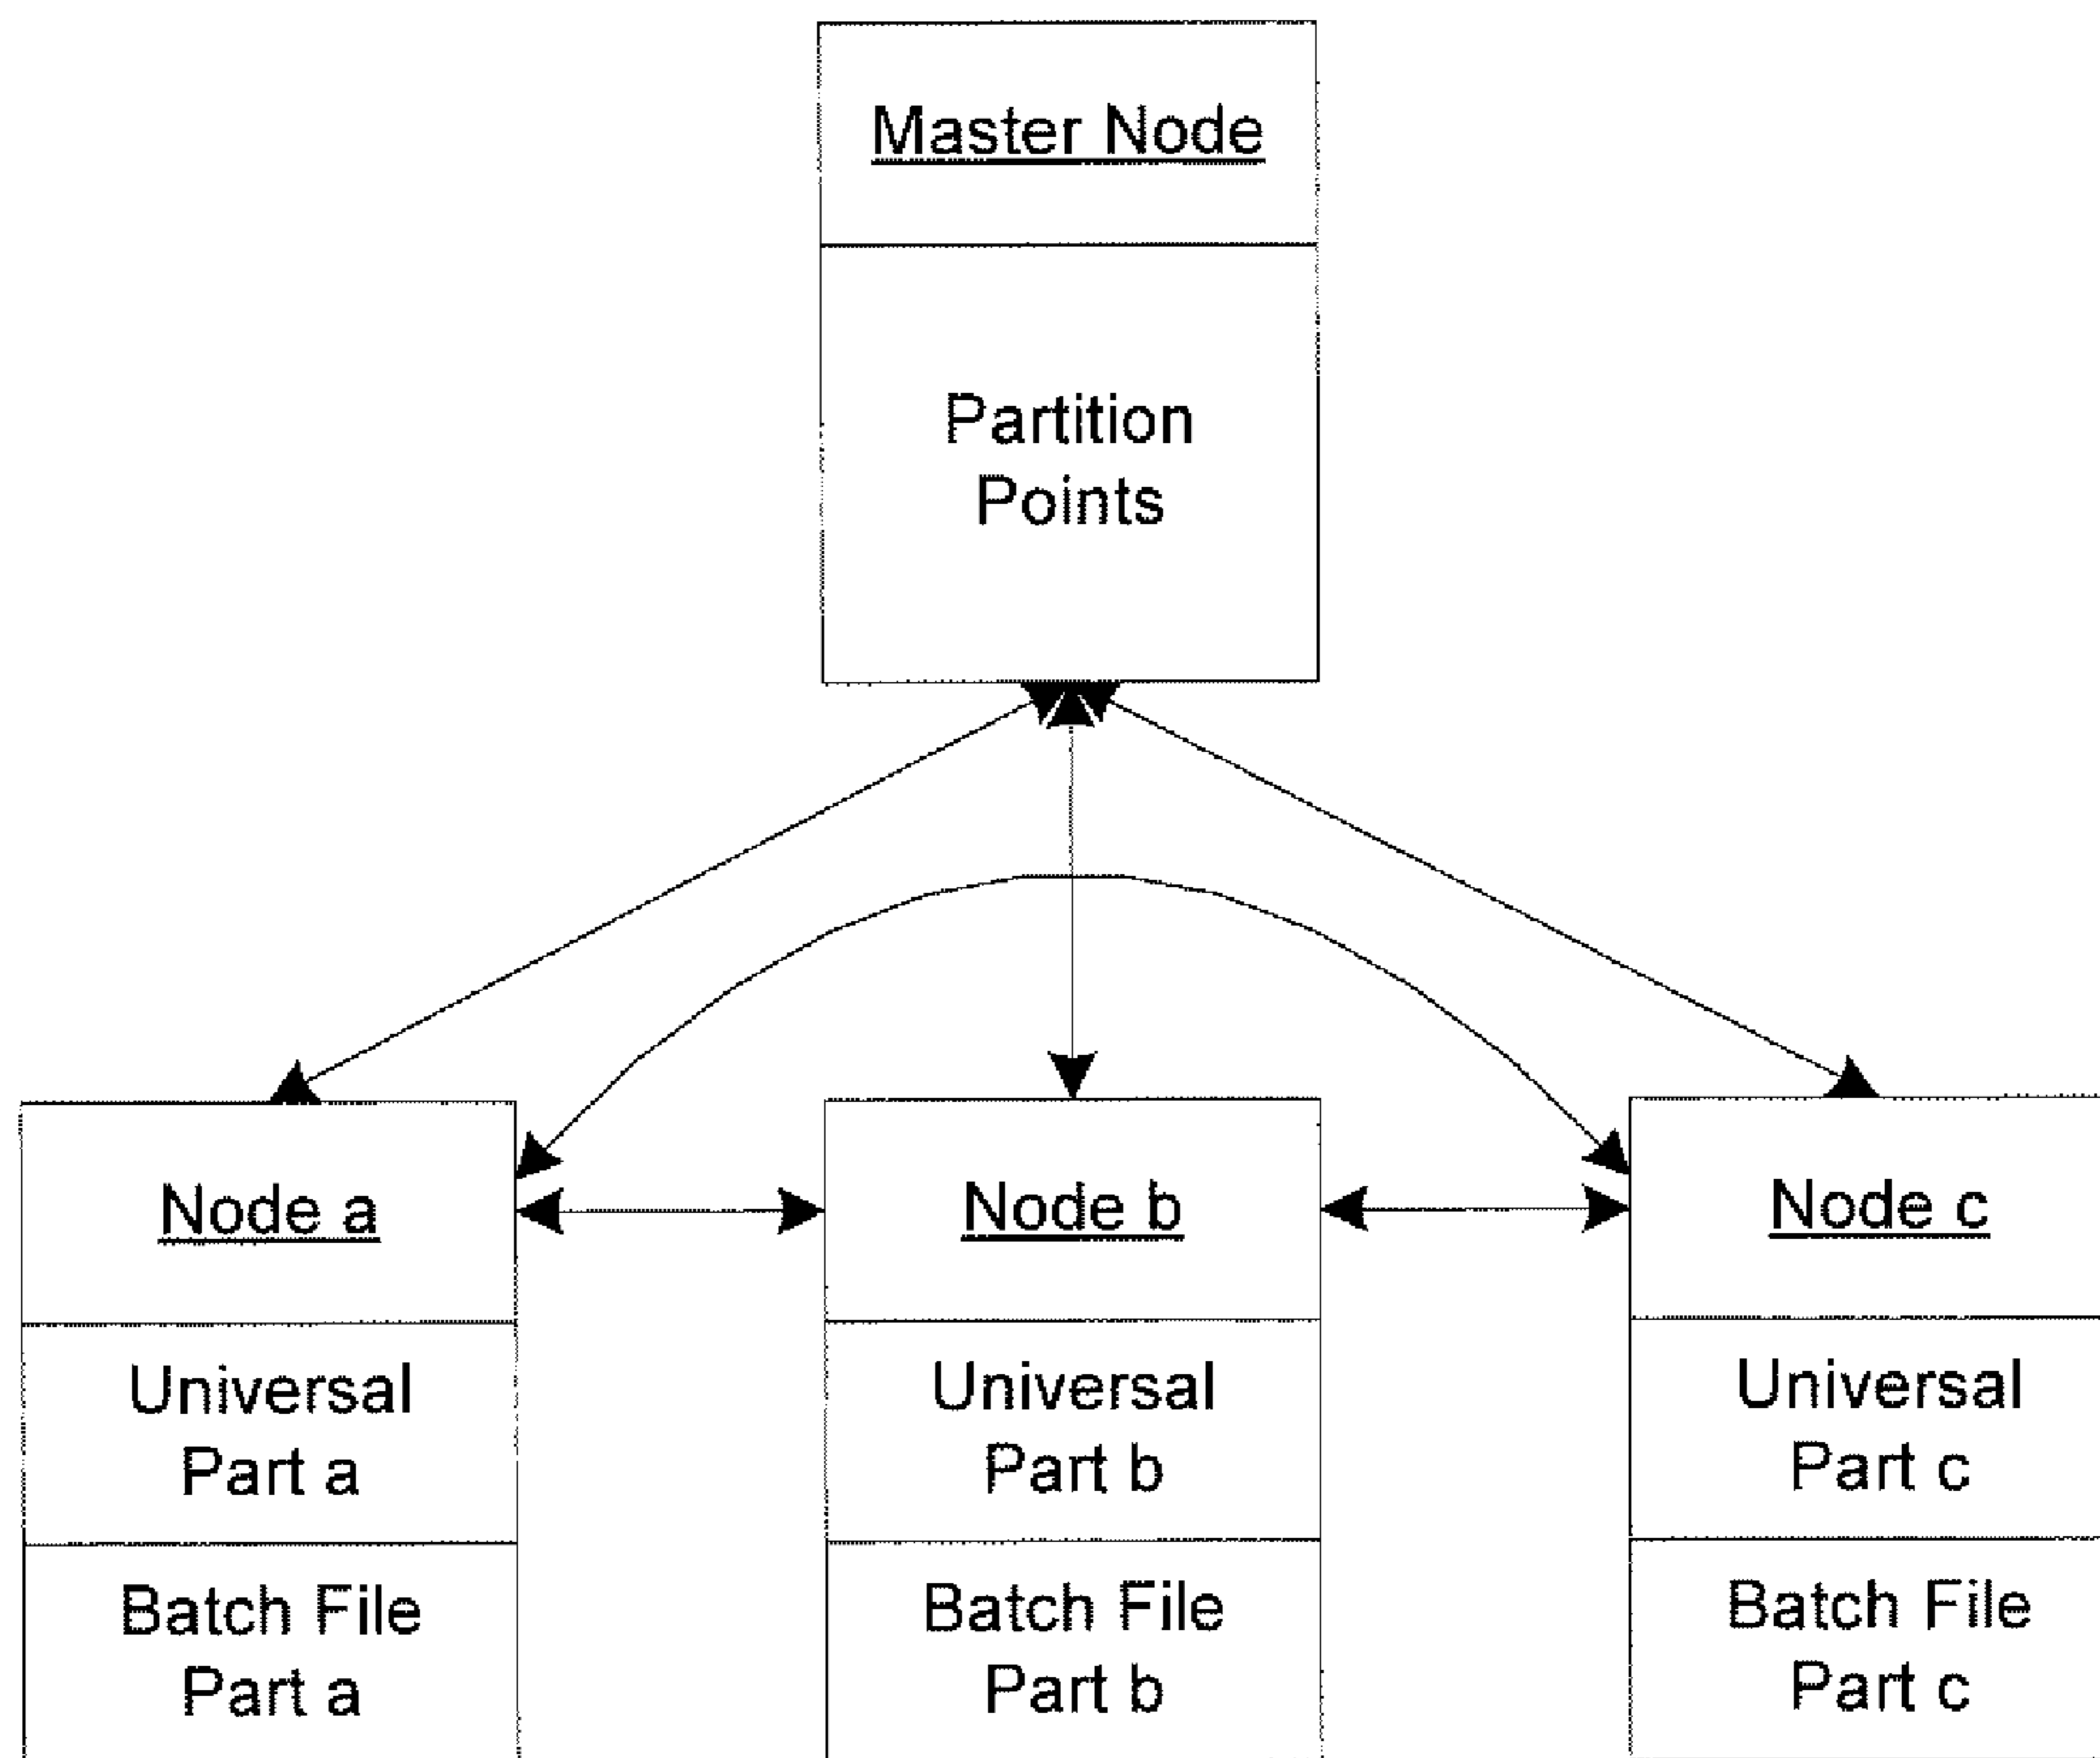 Master Node
Partition
Points
Node a
Universal
Part a
Batch File
Part a
Node b
Universal
Part b
Batch File
Part b
Node c
Universal
Part c
Batch File
Part c